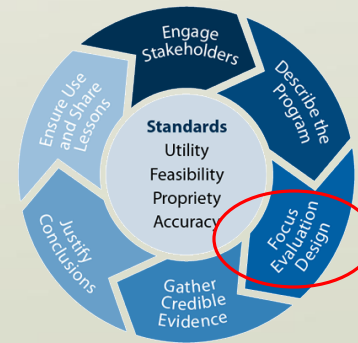 Engage
Stakeholders
Describe the
Program
Focus
Evaluation
Design
Gather
Credible
Evidence
Justify
Conclusions
Ensure Use
and Share
Lessons
Standards
Utility
Feasibility
Propriety
Accuracy